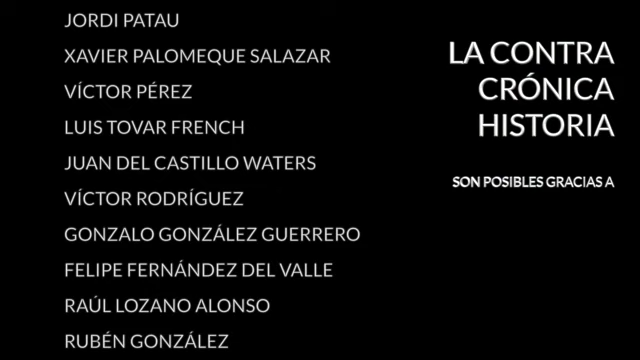 JORDI PATAU
XAVIER PALOMEQUE SALAZAR
VÍCTOR PÉREZ
LUIS TOVAR FRENCH
JUAN DEL CASTILLO WATERS
VÍCTOR RODRÍGUEZ
GONZALO GONZÁLEZ GUERRERO
FELIPE FERNÁNDEZ DEL VALLE
RAÚL LOZANO ALONSO
RUBÉN GONZÁLEZ
LA CONTRA
CRÓNICA
HISTORIA
SON POSIBLES GRACIAS A